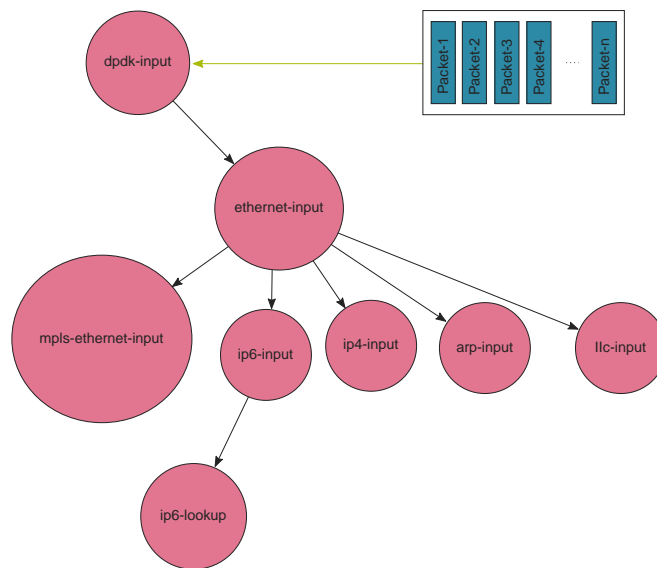 dpdk-input
Packet-1
Packet-2
Packet-3
Packet-4
....
Packet-n
ethernet-input
mpls-ethernet-input
ip6-input
ip4-input
arp-input
llc-input
ip6-lookup